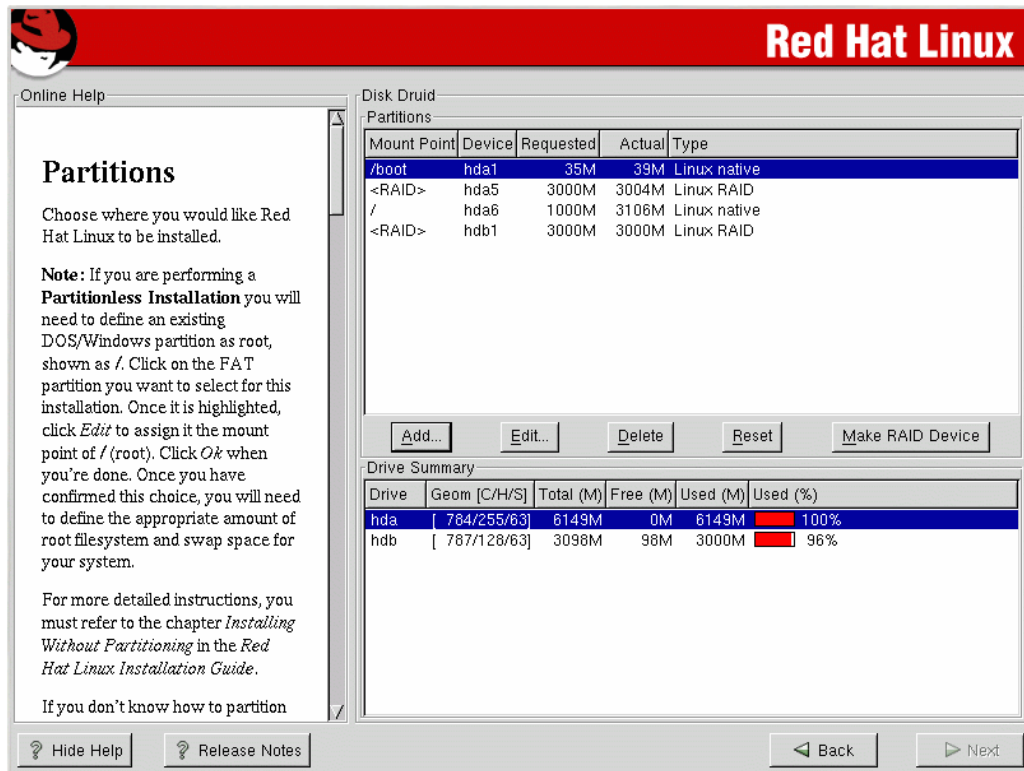 Red Hat Linux
Online Help
Partitions
Choose where you would like Red
Hat Linux to be installed.
Note: If you are performing a
Partitionless Installation you will
need to define an existing
DOS/Windows partition as root,
shown as /. Click on the FAT
partition you want to select for this
installation. Once it is highlighted,
click Edit to assign it the mount
point of / (root). Click Ok when
you're done. Once you have
confirmed this choice, you will need
to define the appropriate amount of
root filesystem and swap space for
your system.
For more detailed instructions, you
must refer to the chapter Installing
Without Partitioning in the Red
Hat Linux Installation Guide.
If you don't know how to partition
Disk Druid
Partitions
Mount Point Device Requested Actual Type
/boot hda1 35M 39M Linux native
<RAID> hda5 3000M 3004M Linux RAID
/ hda6 1000M 3106M Linux native
<RAID> hdb1 3000M 3000M Linux RAID
Add... Edit... Delete Reset Make RAID Device
Drive Summary
Drive Geom [C/H/S] Total (M) Free (M) Used (M) Used (%)
hda [ 784/255/63] 6149M 0M 6149M 100%
hdb [ 787/128/63] 3098M 98M 3000M 96%
Hide Help Release Notes Back Next